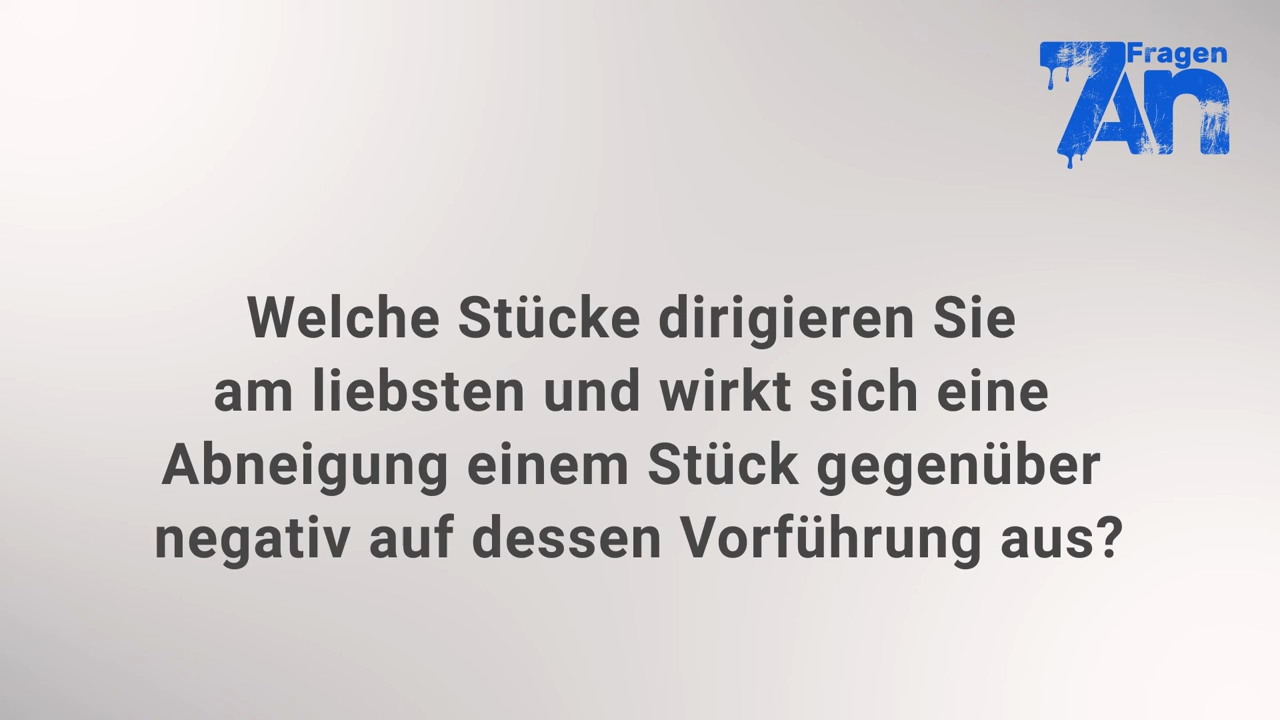 7 Fragen
An
Welche Stücke dirigieren Sie
am liebsten und wirkt sich eine
Abneigung einem Stück gegenüber
negativ auf dessen Vorführung aus?